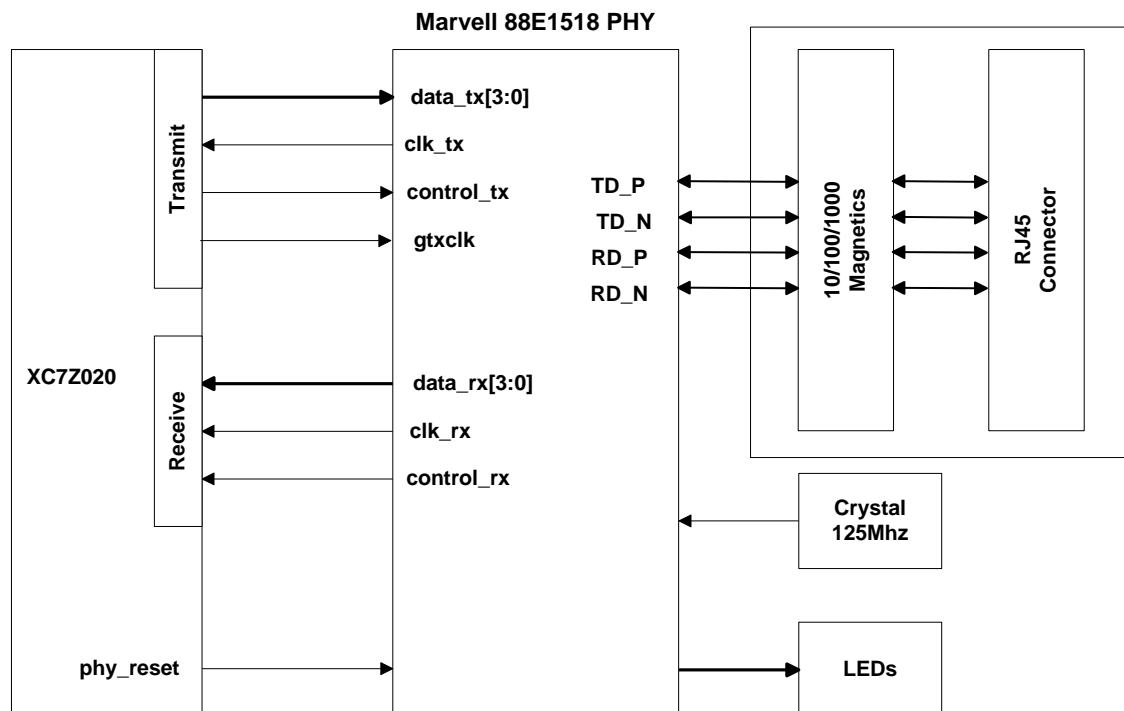 Marvell 88E1518 PHY
Transmit
data_tx[3:0]
clk_tx
control_tx
gtxclk
TD_P
TD_N
RD_P
RD_N
10/100/1000
Magnetics
RJ45
Connector
XC7Z020
Receive
data_rx[3:0]
clk_rx
control_rx
Crystal
125Mhz
phy_reset
LEDs